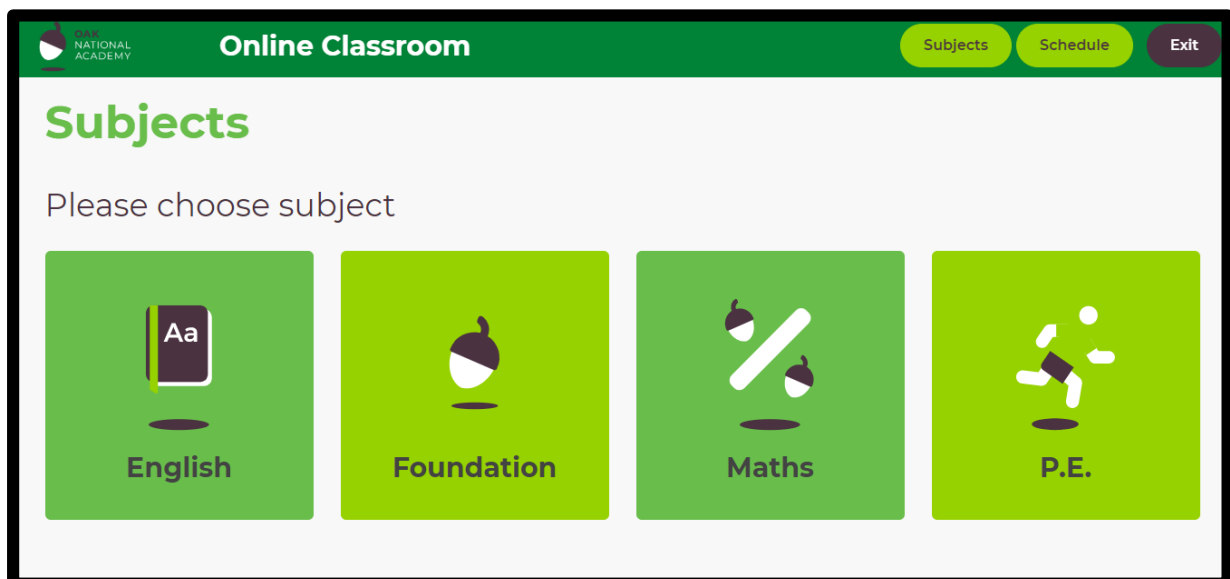 OAK
NATIONAL
ACADEMY
Online Classroom
Subjects
Schedule
Exit
Subjects
Please choose subject
Aa
English
Foundation
Maths
P.E.